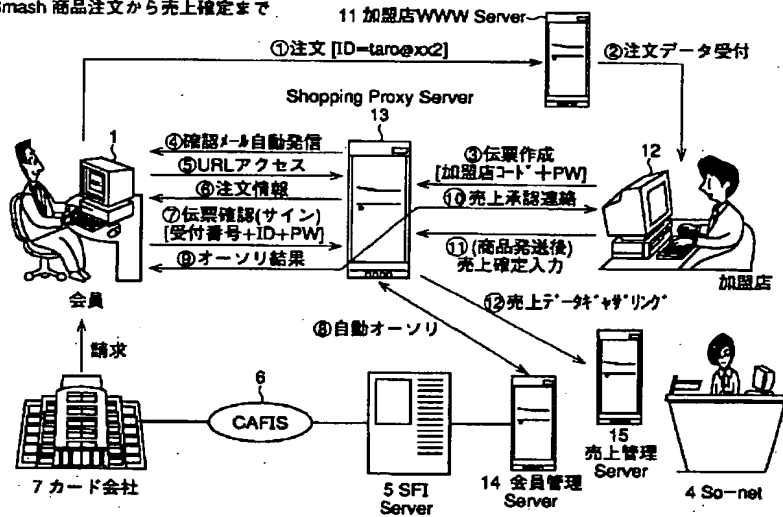 Smash 商品注文から売上確定まで
11 加盟店WWW Server
①注文 [ID=taro@xx2]
②注文データ受付
Shopping Proxy Server
13
1
12
④確認メール自動発信
⑤URLアクセス
⑥注文情報
⑦伝票確認(サイン)
[受付番号+ID+PW]
⑨オーソリ結果
③伝票作成
[加盟店コード+PW]
⑩売上承認連絡
⑪(商品発送後)
売上確定入力
会員
加盟店
⑫売上データギャザリング
⑧自動オーソリ
請求
6
CAFIS
7 カード会社
5 SFI
Server
14 会員管理
Server
15
売上管理
Server
4 So-net